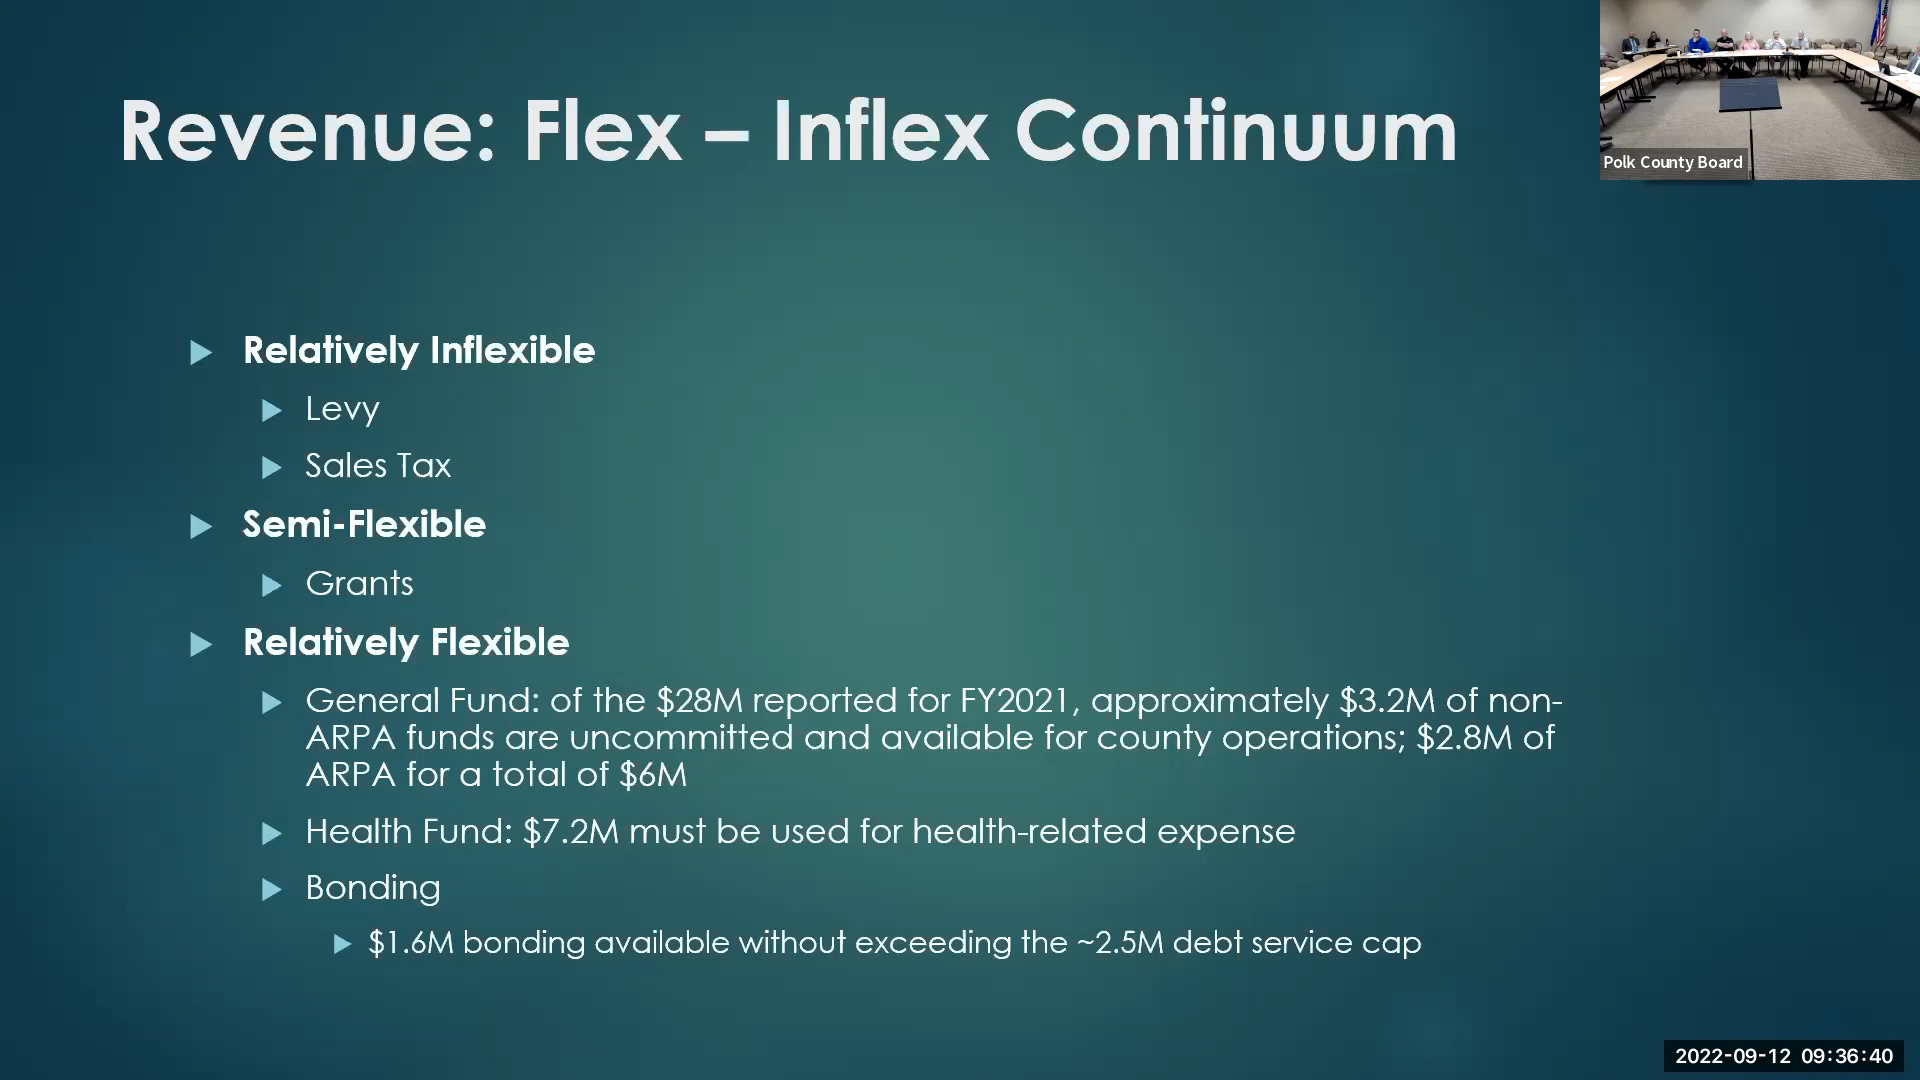 Revenue: Flex – Inflex Continuum
Polk County Board
Relatively Inflexible
Levy
Sales Tax
Semi-Flexible
Grants
Relatively Flexible
General Fund: of the $28M reported for FY2021, approximately $3.2M of non-
ARPA funds are uncommitted and available for county operations; $2.8M of
ARPA for a total of $6M
Health Fund: $7.2M must be used for health-related expense
Bonding
$1.6M bonding available without exceeding the ~2.5M debt service cap
2022-09-12 09:36:40